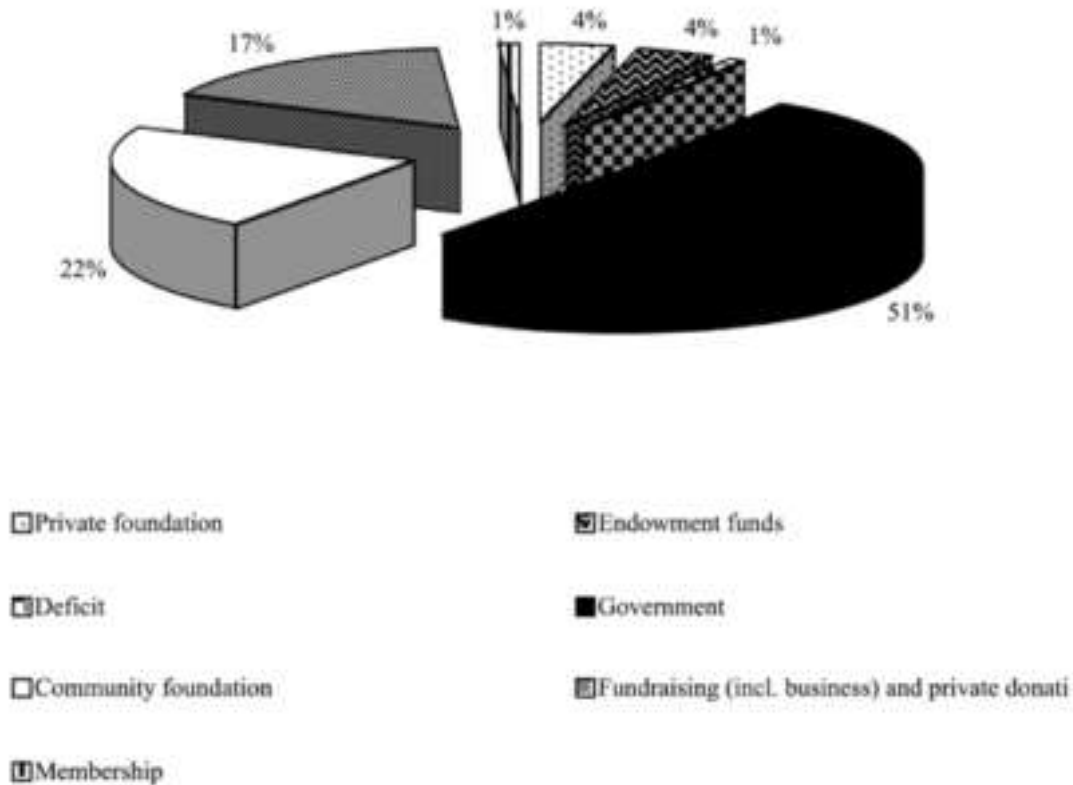 1%
4%
4%
1%
17%
22%
51%
Private foundation
Endowment funds
Deficit
Government
Community foundation
Fundraising (incl. business) and private donati
Membership